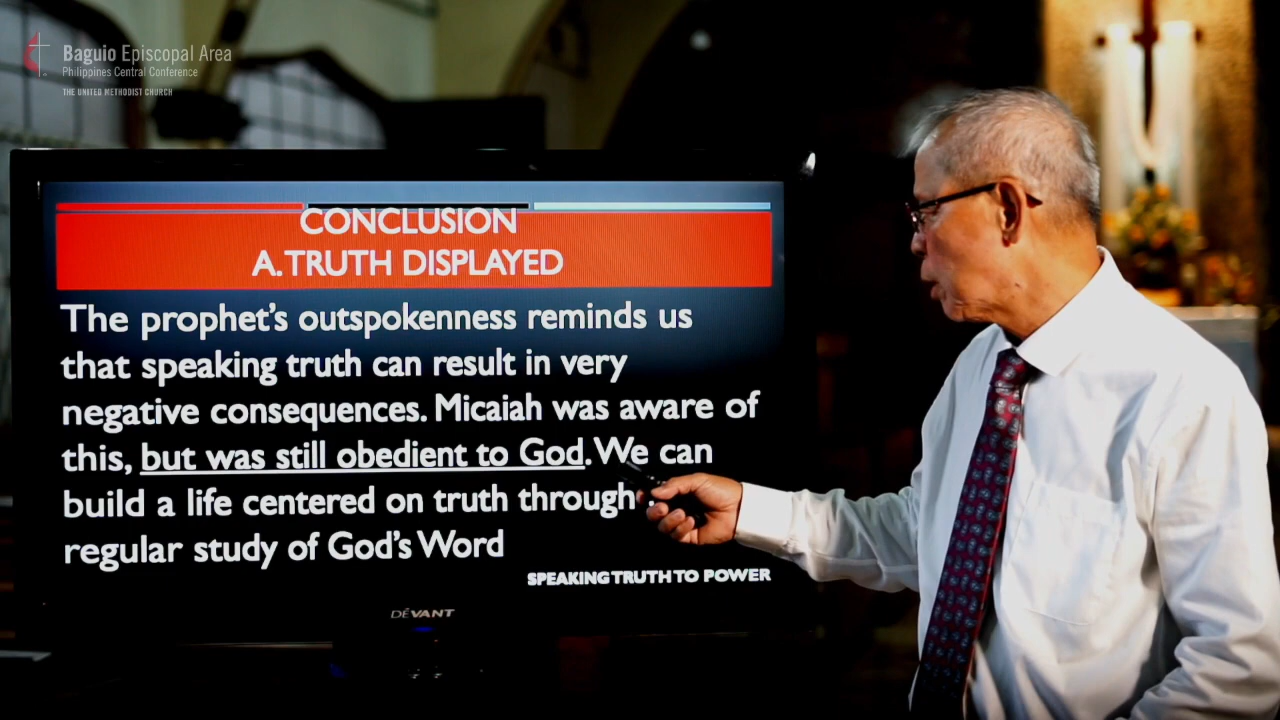 Baguio Episcopal Area
Philippines Central Conference
THE UNITED METHODIST CHURCH
CONCLUSION
A. TRUTH DISPLAYED
The prophet's outspokenness reminds us
that speaking truth can result in very
negative consequences. Micaiah was aware of
this, but was still obedient to God. We can
build a life centered on truth through
regular study of God's Word
SPEAKING TRUTH TO POWER
DEVANT